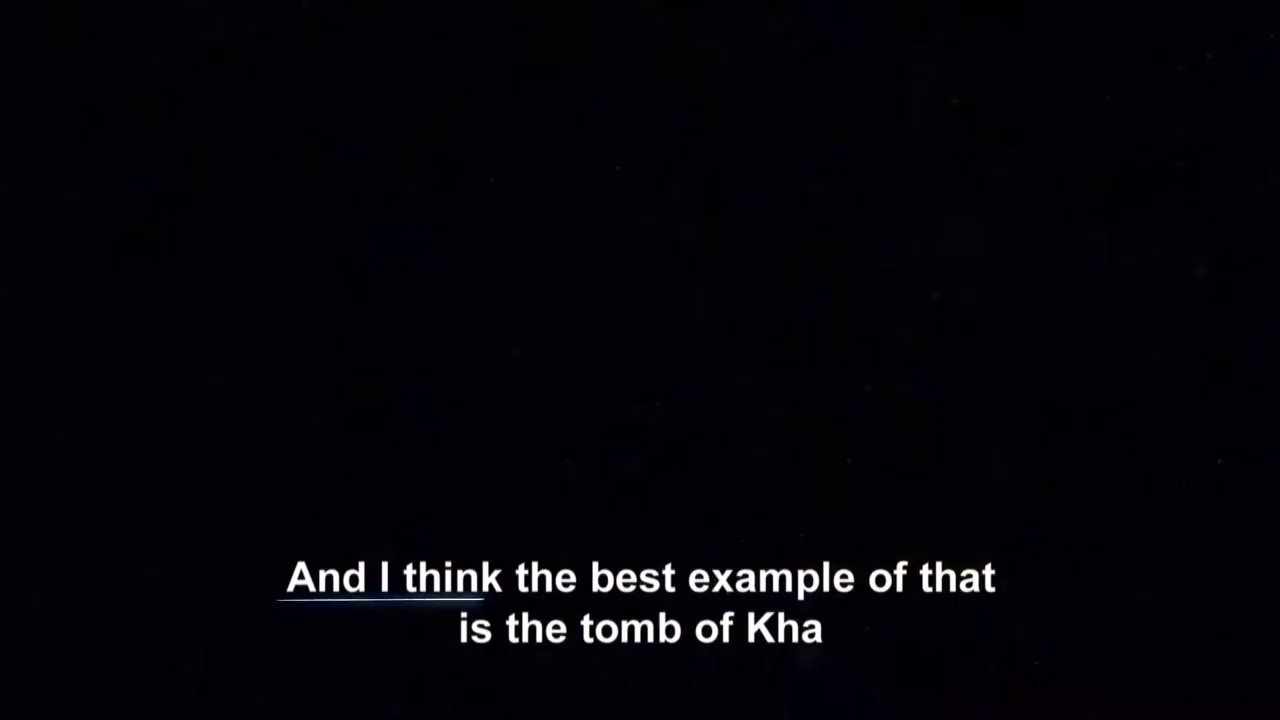 And I think the best example of that
is the tomb of Kha